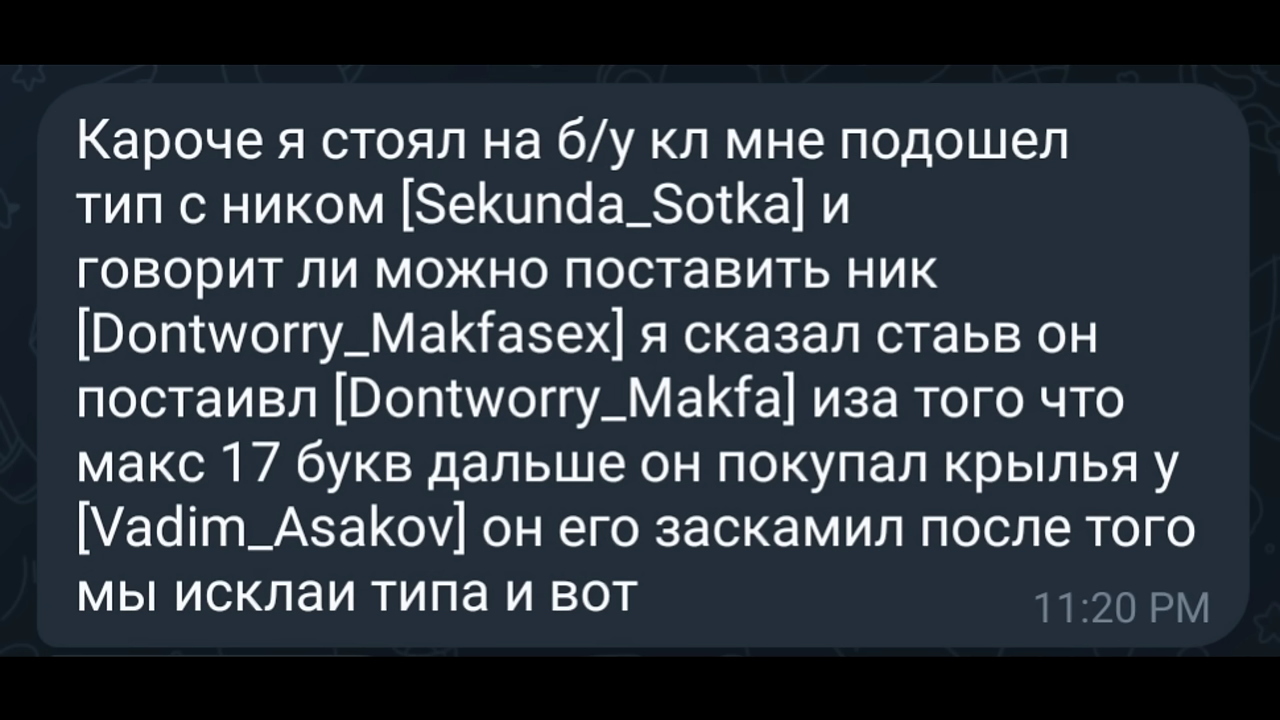 Кароче я стоял на б/у кл мне подошел
тип с ником [Sekunda_Sotka] и
говорит ли можно поставить ник
[Dontworry_Makfasex] я сказал стаьв он
постаивл [Dontworry_Makfa] иза того что
макс 17 букв дальше он покупал крылья у
[Vadim_Asakov] он его заскамил после того
мы исклаи типа и вот
11:20 PM